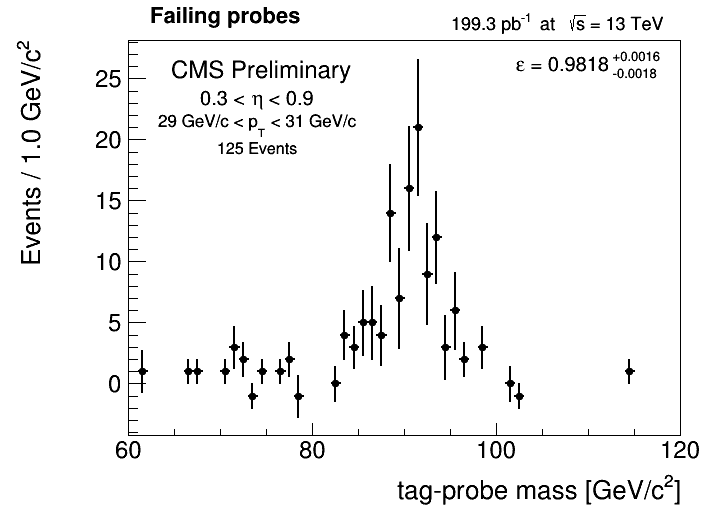 Failing probes
199.3 pb⁻¹ at √s = 13 TeV
CMS Preliminary
ε = 0.9818 +0.0016 -0.0018
0.3 < η < 0.9
29 GeV/c < p_T < 31 GeV/c
125 Events
Events / 1.0 GeV/c²
25
20
15
10
5
0
60 80 100 120
tag-probe mass [GeV/c²]